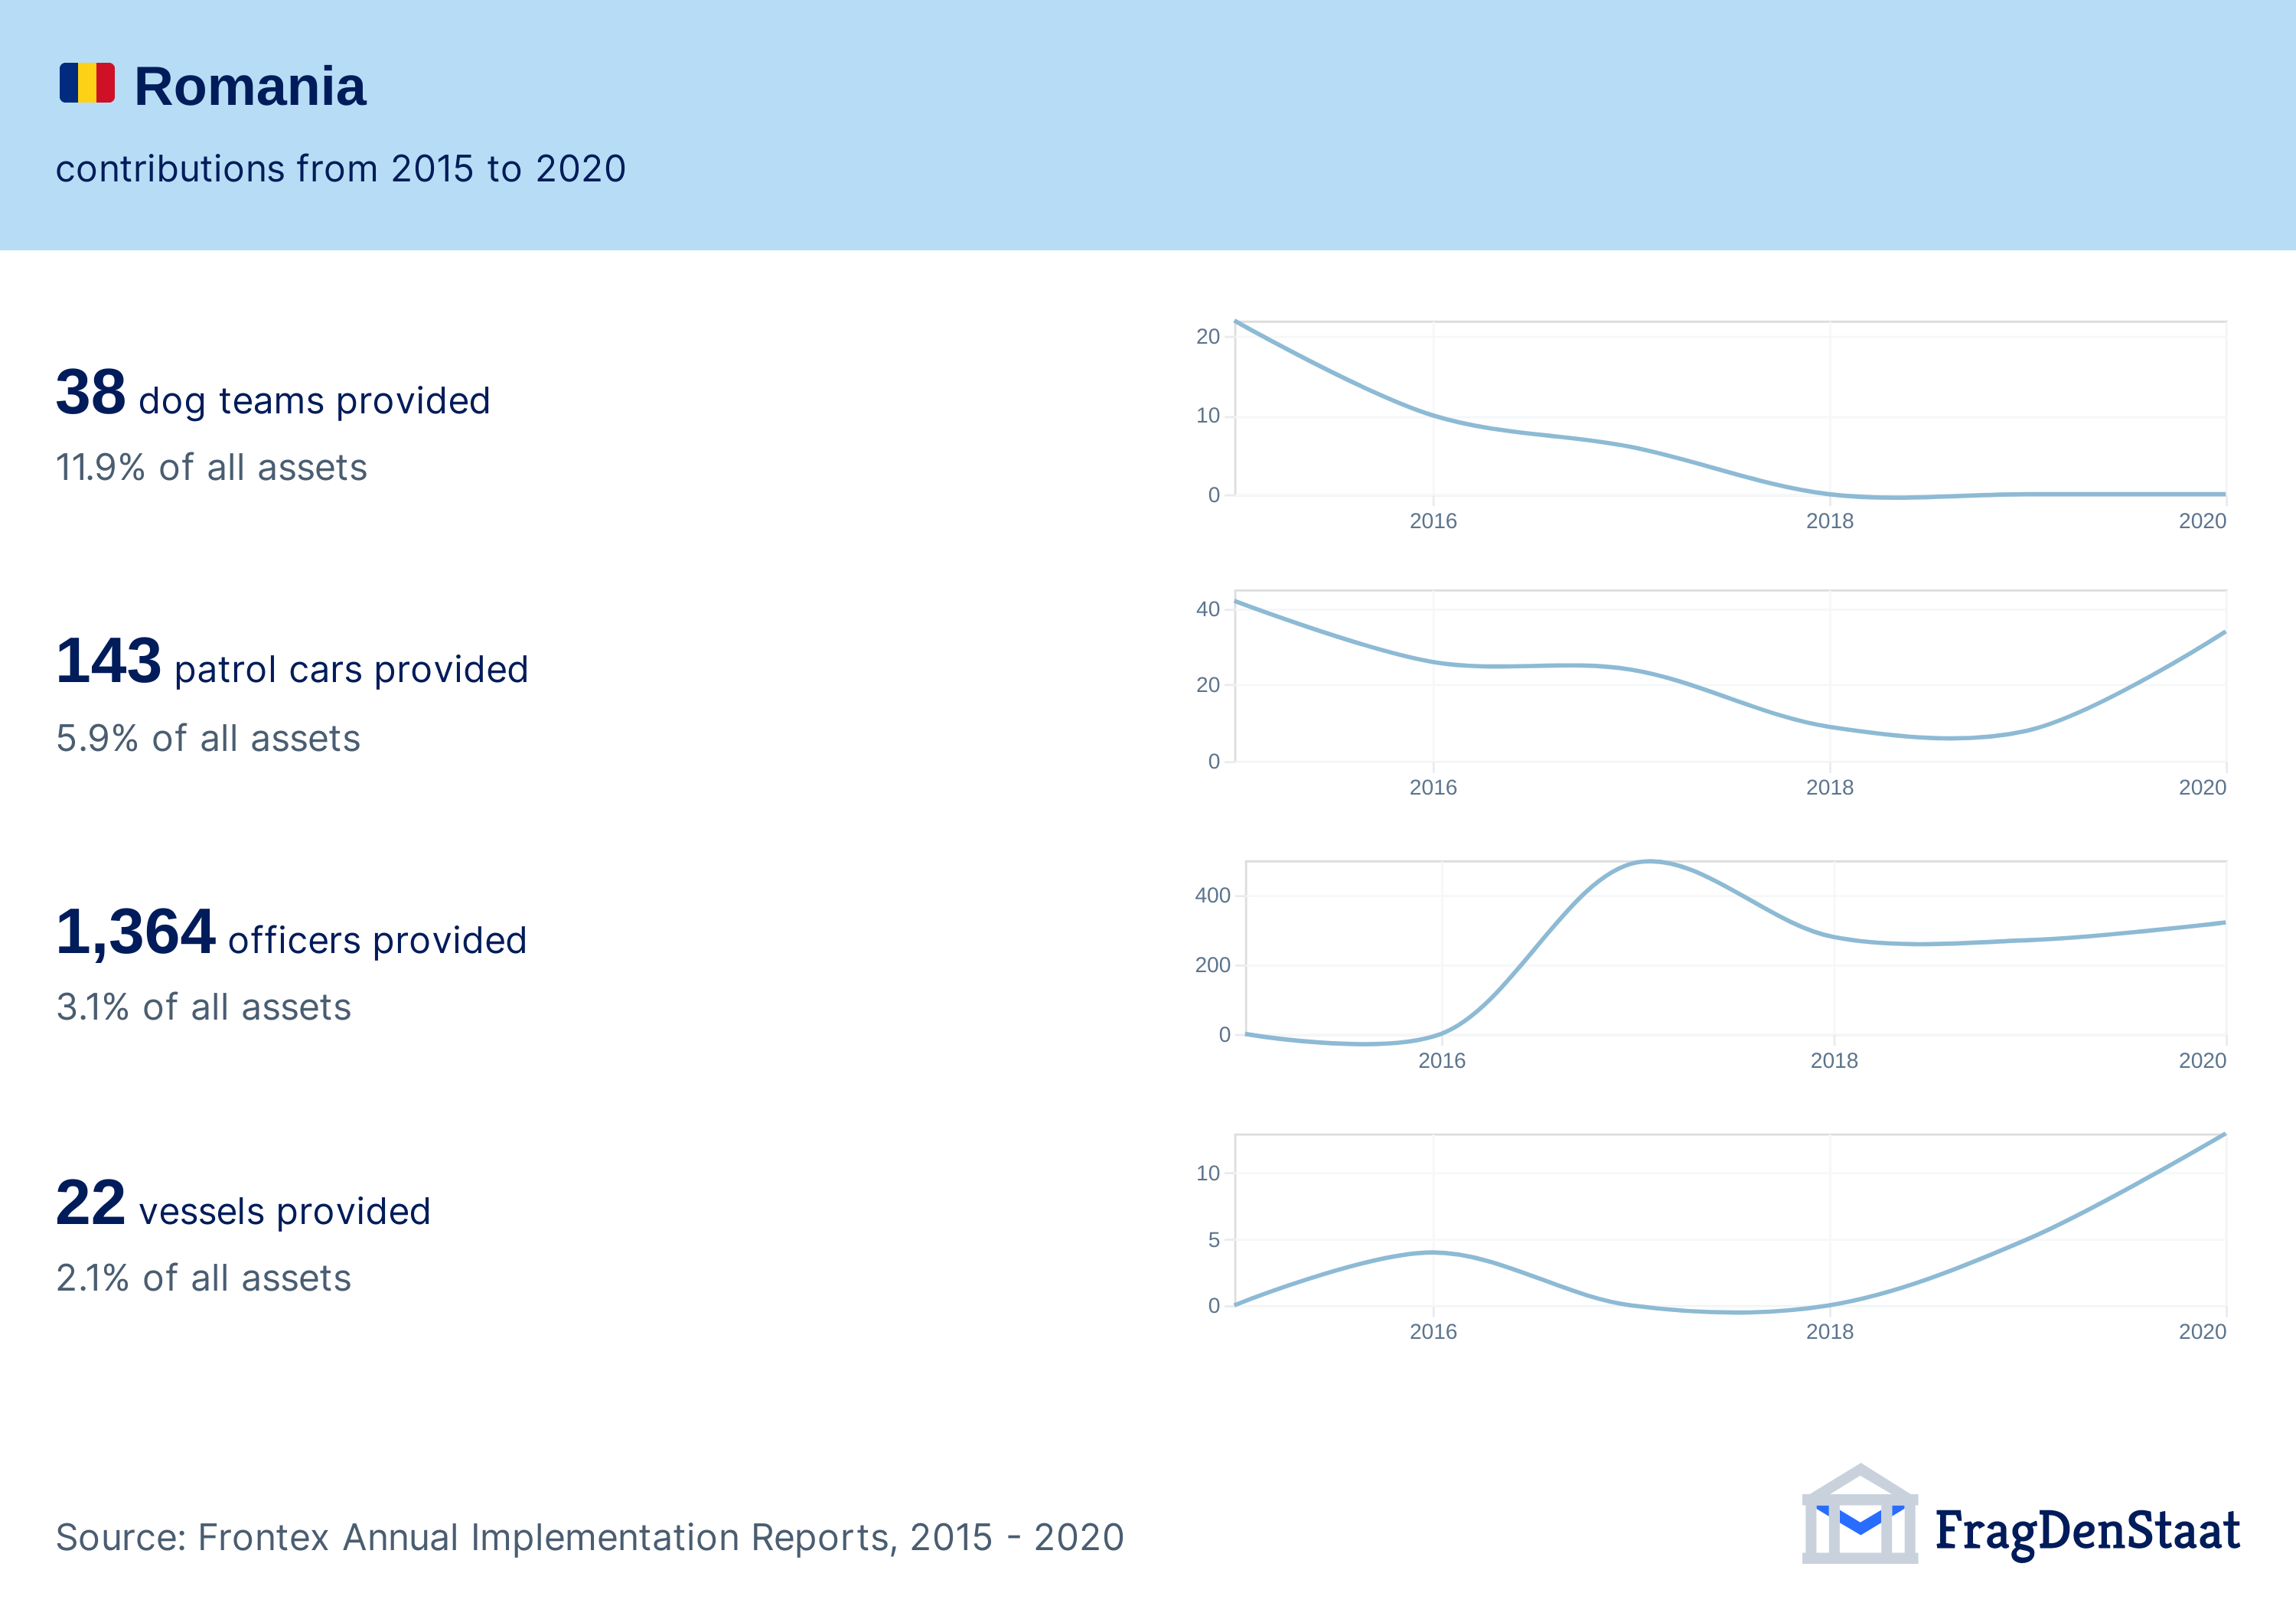 Romania
contributions from 2015 to 2020
38 dog teams provided
11.9% of all assets
20
10
0
2016 2018 2020
143 patrol cars provided
5.9% of all assets
40
20
0
2016 2018 2020
1,364 officers provided
3.1% of all assets
400
200
0
2016 2018 2020
22 vessels provided
2.1% of all assets
10
5
0
2016 2018 2020
Source: Frontex Annual Implementation Reports, 2015 - 2020
FragDenStaat